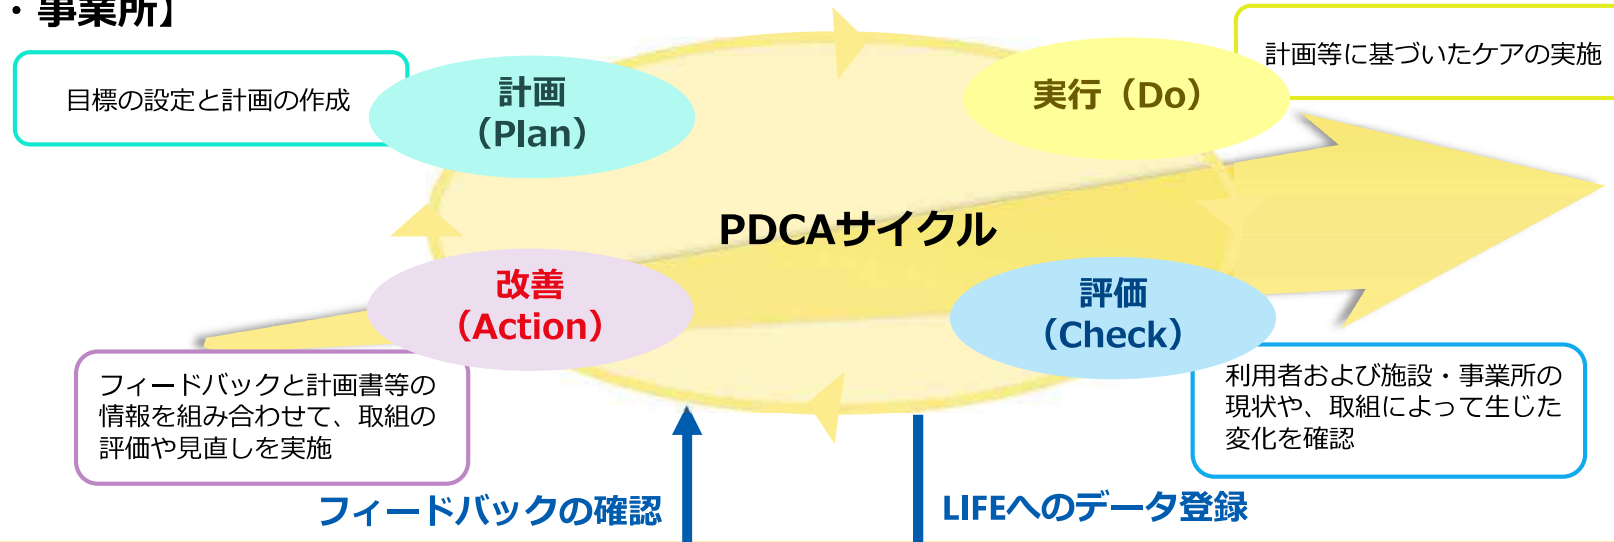 ・事業所】
目標の設定と計画の作成
計画
（Plan）
実行（Do）
計画等に基づいたケアの実施
PDCAサイクル
改善
（Action）
評価
（Check）
フィードバックと計画書等の
情報を組み合わせて、取組の
評価や見直しを実施
利用者および施設・事業所の
現状や、取組によって生じた
変化を確認
フィードバックの確認
LIFEへのデータ登録